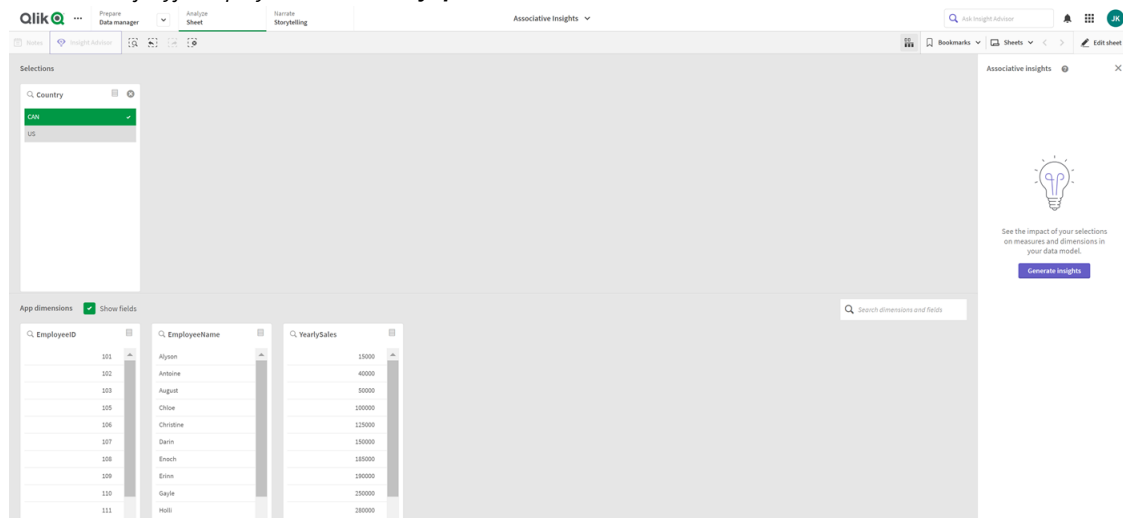 Qlik
Prepare
Data manager
Analyze
Sheet
Narrate
Storytelling
Associative Insights
Ask Insight Advisor
JK
Notes
Insight Advisor
Bookmarks
Sheets
Edit sheet
Selections
Associative insights
Country
CAN
US
See the impact of your selections
on measures and dimensions in
your data model.
Generate insights
App dimensions
Show fields
Search dimensions and fields
EmployeeID
EmployeeName
YearlySales
101
Alyson
15000
102
Antoine
40000
103
August
50000
105
Chloe
100000
106
Christine
125000
107
Darin
150000
108
Enoch
185000
109
Erinn
190000
110
Gayle
250000
111
Holli
280000